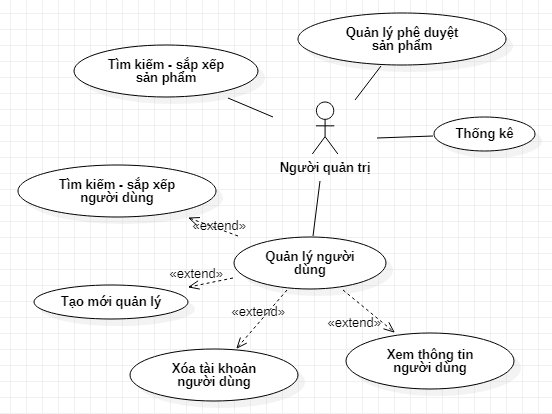 Quản lý phê duyệt
sản phẩm
Tìm kiếm - sắp xếp
sản phẩm
Thống kê
Người quản trị
Tìm kiếm - sắp xếp
người dùng
«extend»
Quản lý người
dùng
«extend»
Tạo mới quản lý
«extend»
«extend»
Xóa tài khoản
người dùng
Xem thông tin
người dùng